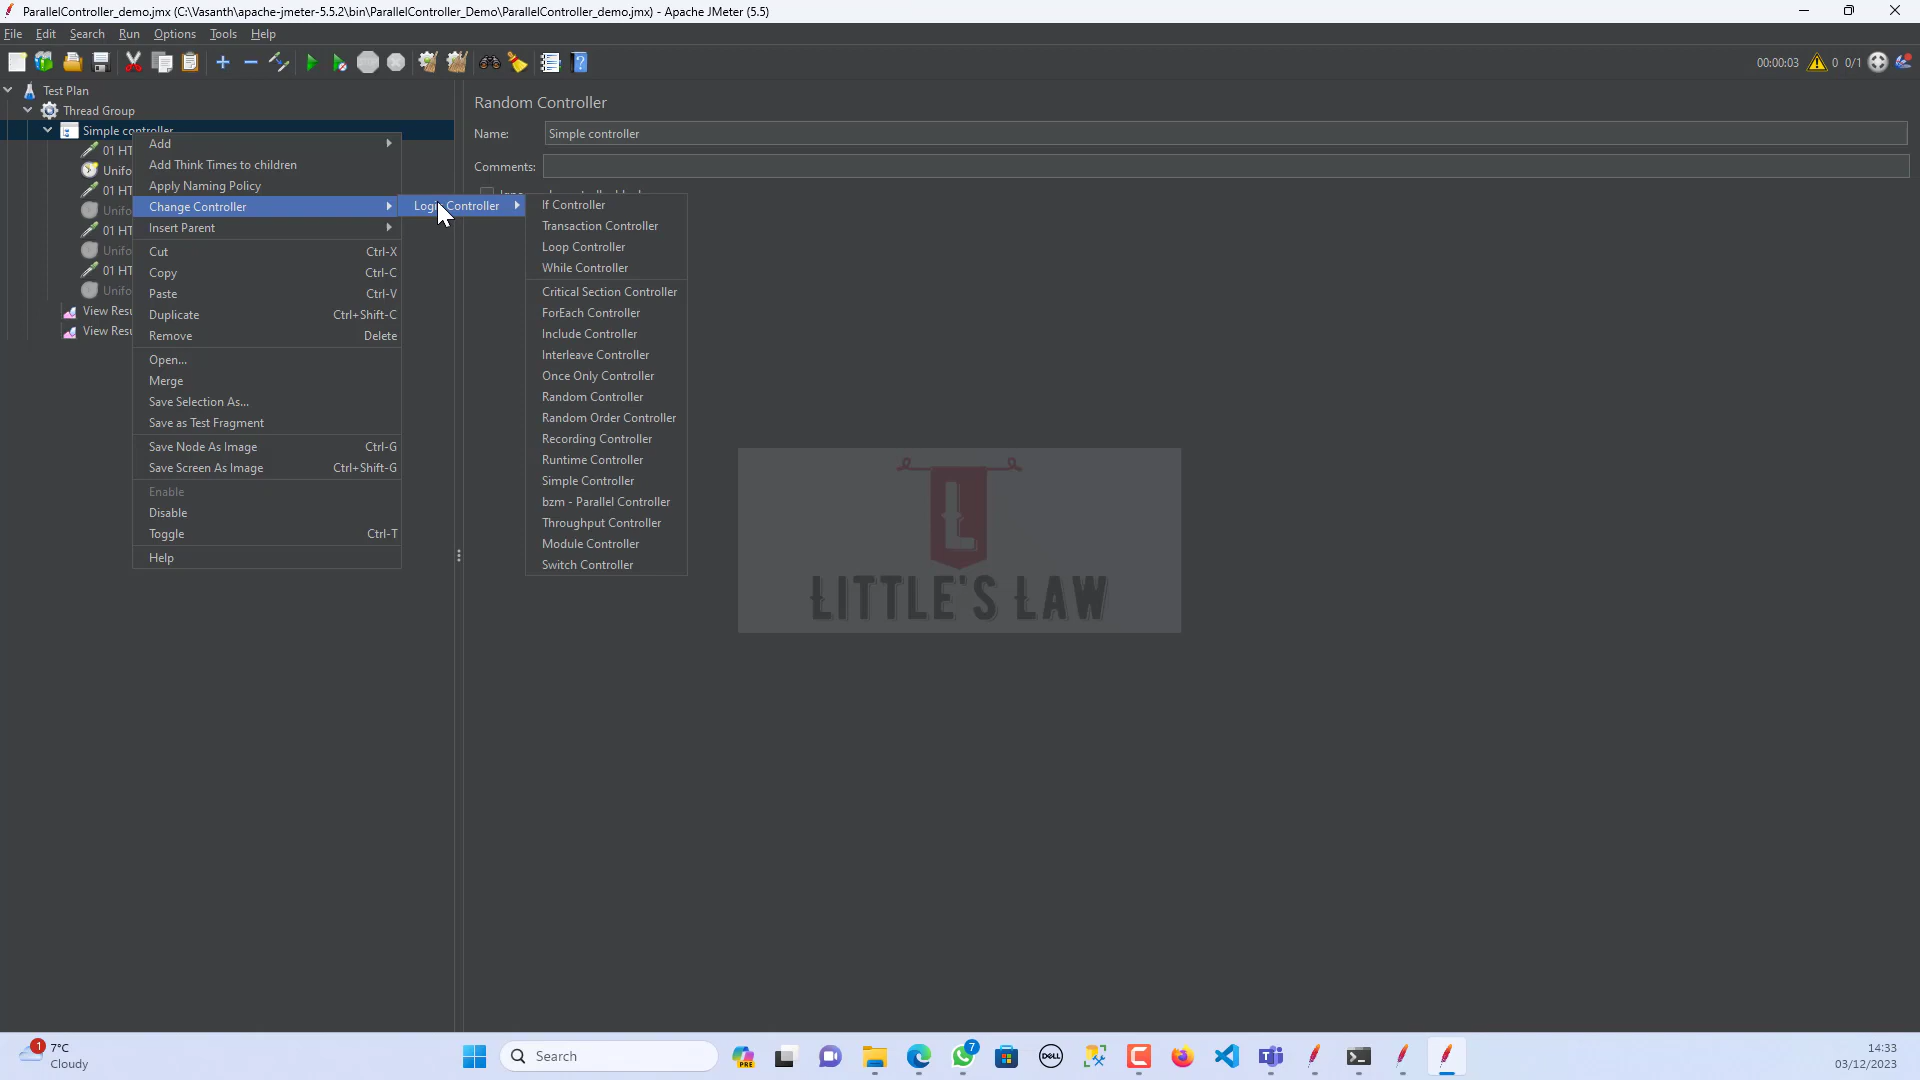 ParallelController_demo.jmx (C:\Vasanth\apache-jmeter-5.5.2\bin\ParallelController_Demo\ParallelController_demo.jmx) - Apache JMeter (5.5)
File Edit Search Run Options Tools Help
00:00:03 0 0/1
Test Plan
Thread Group
Simple controller
01 HT
Unifo
01 HT
Unifo
01 HT
Unifo
01 HT
Unifo
View Resu
View Resu
Add
Add Think Times to children
Apply Naming Policy
Change Controller
Insert Parent
Cut Ctrl-X
Copy Ctrl-C
Paste Ctrl-V
Duplicate Ctrl+Shift-C
Remove Delete
Open...
Merge
Save Selection As...
Save as Test Fragment
Save Node As Image Ctrl-G
Save Screen As Image Ctrl+Shift-G
Enable
Disable
Toggle Ctrl-T
Help
Logic Controller
If Controller
Transaction Controller
Loop Controller
While Controller
Critical Section Controller
ForEach Controller
Include Controller
Interleave Controller
Once Only Controller
Random Controller
Random Order Controller
Recording Controller
Runtime Controller
Simple Controller
bzm - Parallel Controller
Throughput Controller
Module Controller
Switch Controller
Random Controller
Name: Simple controller
Comments:
L
LITTLE'S LAW
1
7°C
Cloudy
Search
PRE
7
DELL
14:33
03/12/2023